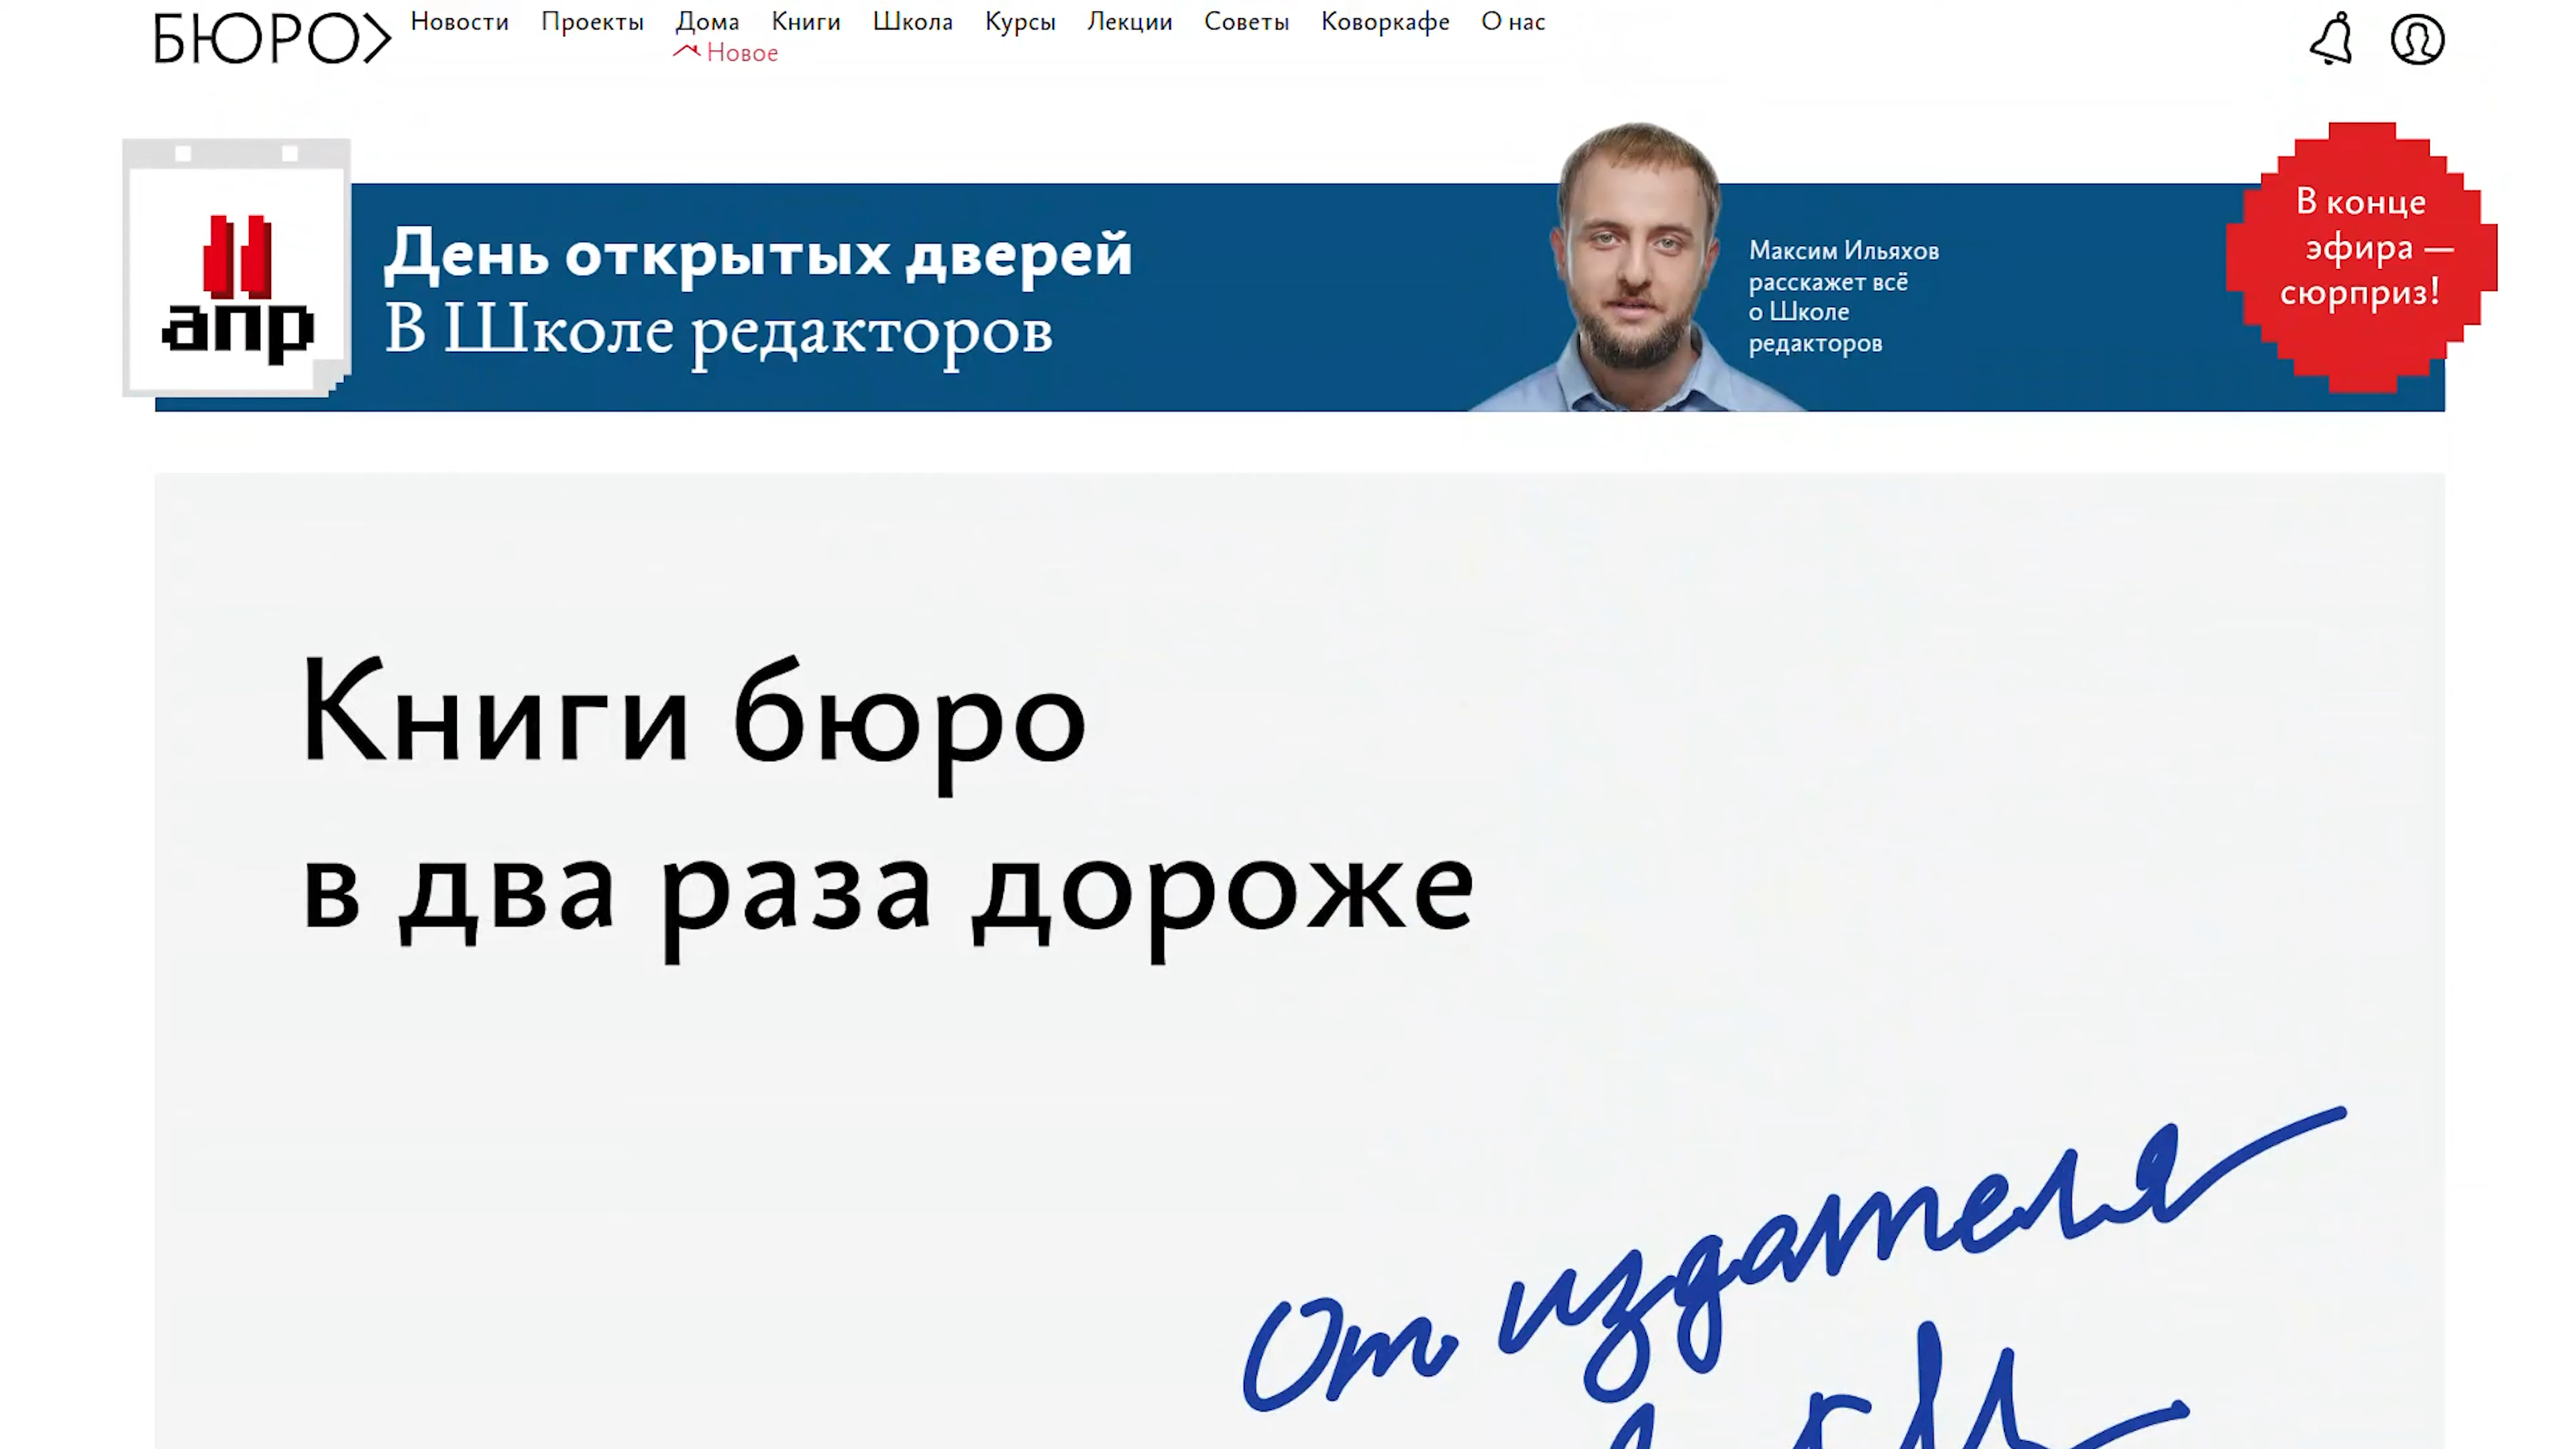 БЮРО
Новости Проекты Дома Книги Школа Курсы Лекции Советы Коворкафе О нас
Новое
11
апр
День открытых дверей
В Школе редакторов
Максим Ильяхов
расскажет всё
о Школе
редакторов
В конце
эфира —
сюрприз!
Книги бюро
в два раза дороже
От издателя